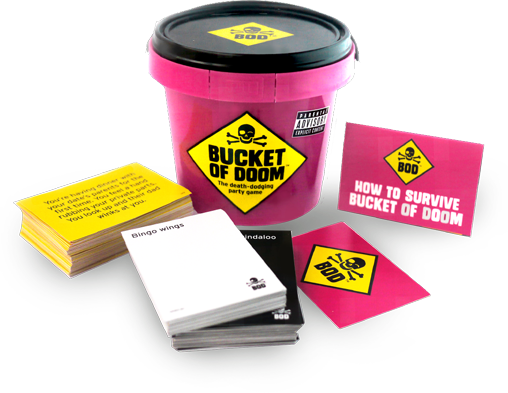 BOD
PARENTAL
ADVISORY
EXPLICIT CONTENT
BUCKET
OF DOOM
The death-dodging
party game
BOD
HOW TO SURVIVE
BUCKET OF DOOM
You're having dinner with
your date's parents for the
first time. You feel a hand
rubbing your private parts.
You look up and their dad
winks at you.
Bingo wings
BOD
indaloo
BOD
BOD